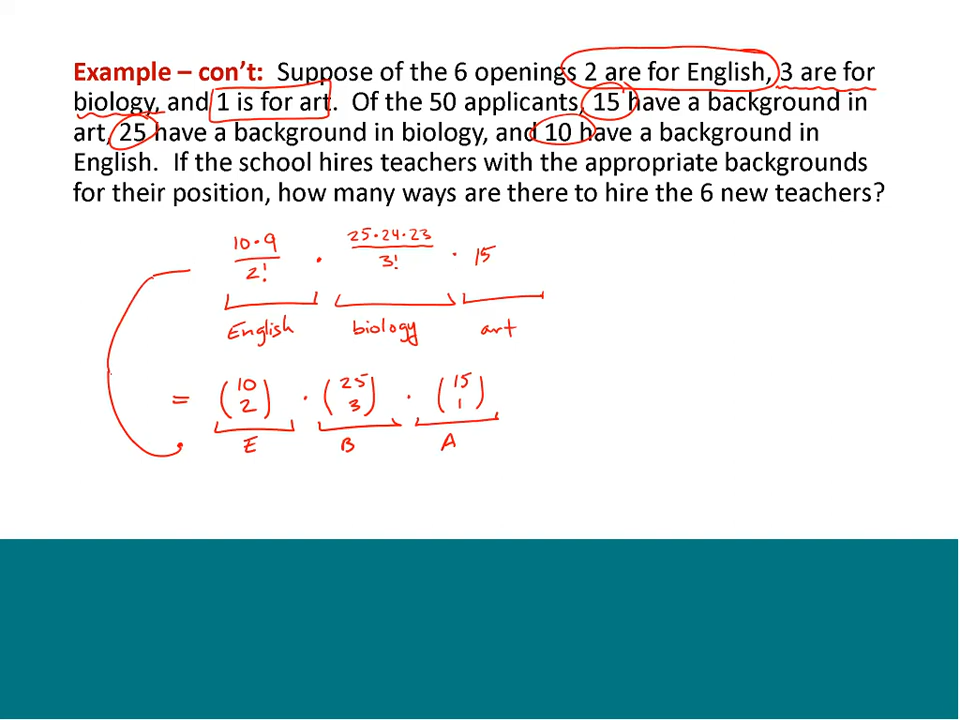 Example – con't: Suppose of the 6 openings 2 are for English, 3 are for
biology, and 1 is for art. Of the 50 applicants, 15 have a background in
art, 25 have a background in biology, and 10 have a background in
English. If the school hires teachers with the appropriate backgrounds
for their position, how many ways are there to hire the 6 new teachers?
10·9 / 2! · 25·24·23 / 3! · 15
English biology art
= (10 2) · (25 3) · (15 1)
E B A